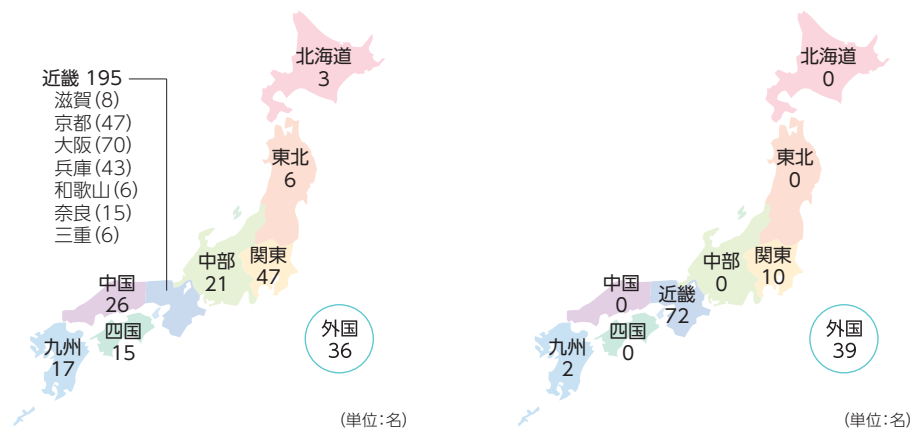 北海道
3
近畿 195
滋賀(8)
京都(47)
大阪(70)
兵庫(43)
和歌山(6)
奈良(15)
三重(6)
東北
6
中部
21
関東
47
中国
26
四国
15
九州
17
外国
36
(単位:名)
北海道
0
東北
0
中部
0
関東
10
中国
0
近畿
72
四国
0
九州
2
外国
39
(単位:名)